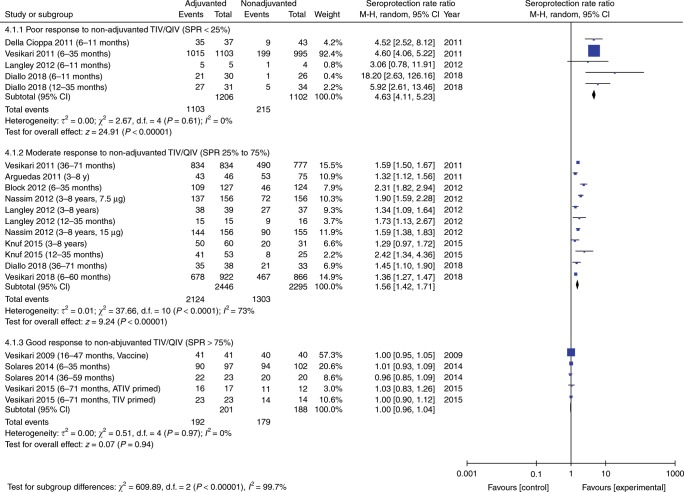 Adjuvanted Nonadjuvanted Seroprotection rate ratio Seroprotection rate ratio
Study or subgroup Events Total Events Total Weight M-H, random, 95% CI Year M-H, random, 95% CI
4.1.1 Poor response to non-adjuvanted TIV/QIV (SPR < 25%)
Della Cioppa 2011 (6–11 months) 35 37 9 43 4.2% 4.52 [2.52, 8.12] 2011
Vesikari 2011 (6–35 months) 1015 1103 199 995 94.0% 4.60 [4.06, 5.22] 2011
Langley 2012 (6–11 months) 5 5 1 4 0.8% 3.06 [0.78, 11.91] 2012
Diallo 2018 (6–11 months) 21 30 1 26 0.4% 18.20 [2.63, 126.16] 2018
Diallo 2018 (12–35 months) 27 31 5 34 2.2% 5.92 [2.61, 13.46] 2018
Subtotal (95% CI) 1206 1102 100.0% 4.63 [4.11, 5.23]
Total events 1103 215
Heterogeneity: τ² = 0.00; χ² = 2.67, d.f. = 4 (P = 0.61); I² = 0%
Test for overall effect: z = 24.91 (P < 0.00001)
4.1.2 Moderate response to non-adjuvanted TIV/QIV (SPR 25% to 75%)
Vesikari 2011 (36–71 months) 834 834 490 777 15.5% 1.59 [1.50, 1.67] 2011
Arguedas 2011 (3–8 y) 43 46 53 75 10.0% 1.32 [1.12, 1.56] 2011
Block 2012 (6–35 months) 109 127 46 124 7.4% 2.31 [1.82, 2.94] 2012
Nassim 2012 (3–8 years, 7.5 µg) 137 156 72 156 9.4% 1.90 [1.59, 2.28] 2012
Langley 2012 (3–8 years) 38 39 27 37 8.4% 1.34 [1.09, 1.64] 2012
Langley 2012 (12–35 months) 15 15 9 16 3.7% 1.73 [1.13, 2.67] 2012
Nassim 2012 (3–8 years, 15 µg) 144 156 90 155 11.4% 1.59 [1.38, 1.83] 2012
Knuf 2015 (3–8 years) 50 60 20 31 5.9% 1.29 [0.97, 1.72] 2015
Knuf 2015 (12–35 months) 41 53 8 25 2.2% 2.42 [1.34, 4.36] 2015
Diallo 2018 (36–71 months) 35 38 21 33 6.2% 1.45 [1.10, 1.90] 2018
Vesikari 2018 (6–60 months) 678 922 467 866 14.9% 1.36 [1.27, 1.47] 2018
Subtotal (95% CI) 2446 2295 100.0% 1.56 [1.42, 1.71]
Total events 2124 1303
Heterogeneity: τ² = 0.01; χ² = 37.66, d.f. = 10 (P < 0.0001); I² = 73%
Test for overall effect: z = 9.24 (P < 0.00001)
4.1.3 Good response to non-abjuvanted TIV/QIV (SPR > 75%)
Vesikari 2009 (16–47 months, Vaccine) 41 41 40 40 57.3% 1.00 [0.95, 1.05] 2009
Solares 2014 (6–35 months) 90 97 94 102 20.6% 1.01 [0.93, 1.09] 2014
Solares 2014 (36–59 months) 22 23 20 20 9.0% 0.96 [0.85, 1.09] 2014
Vesikari 2015 (6–71 months, ATIV primed) 16 17 11 12 3.0% 1.03 [0.83, 1.26] 2015
Vesikari 2015 (6–71 months, TIV primed) 23 23 14 14 10.1% 1.00 [0.90, 1.12] 2015
Subtotal (95% CI) 201 188 100.0% 1.00 [0.96, 1.04]
Total events 192 179
Heterogeneity: τ² = 0.00; χ² = 0.51, d.f. = 4 (P = 0.97); I² = 0%
Test for overall effect: z = 0.07 (P = 0.94)
Test for subgroup differences: χ² = 609.89, d.f. = 2 (P < 0.00001), I² = 99.7%
0.001 0.1 1 10 1000
Favours [control] Favours [experimental]